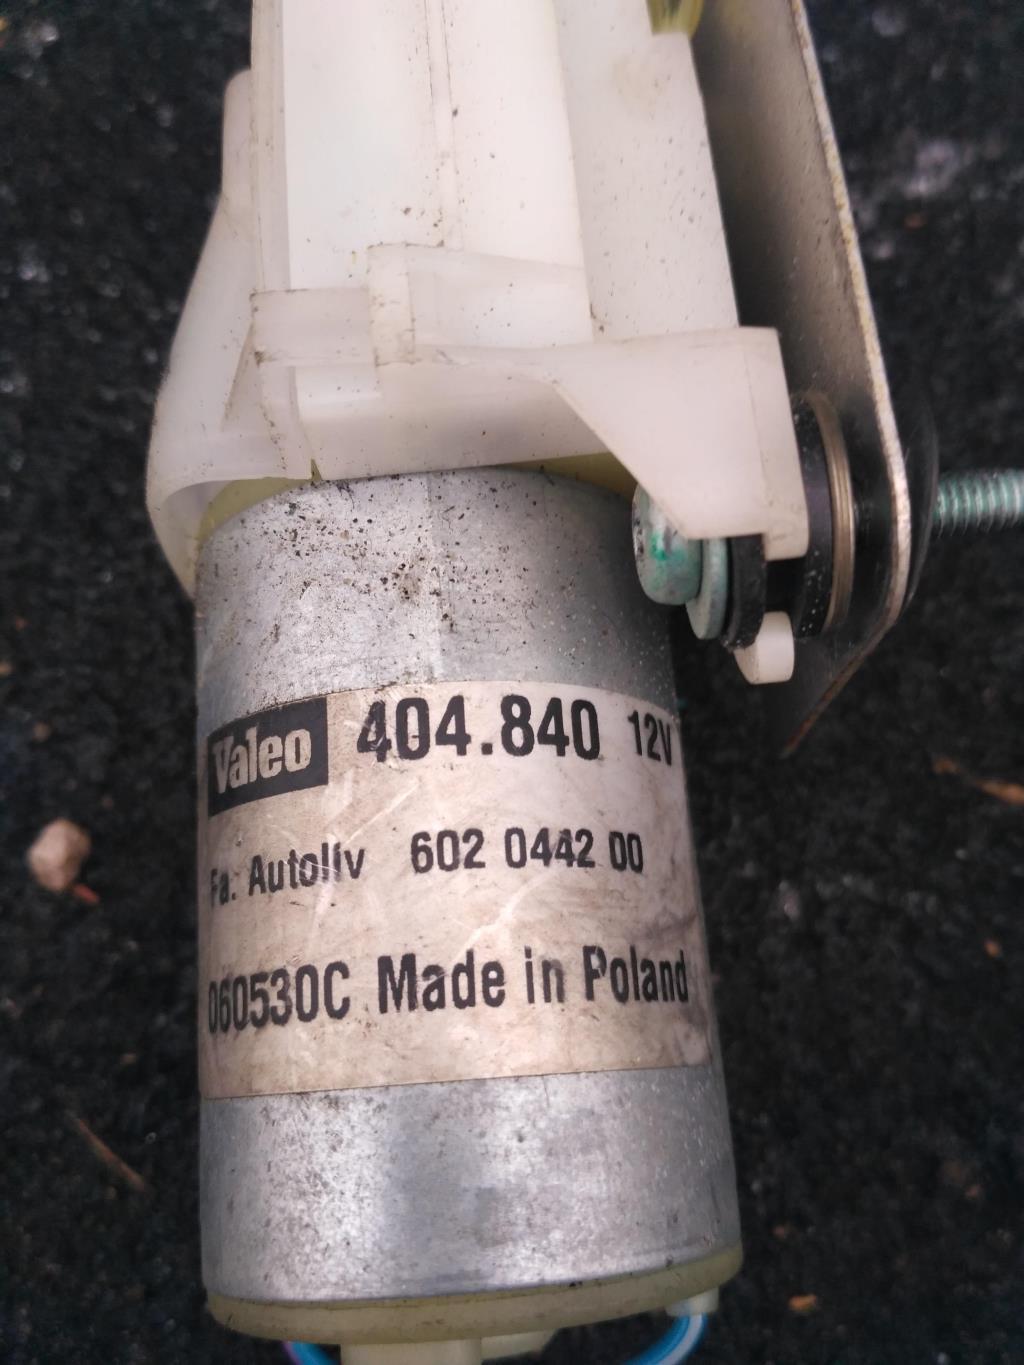 Valeo 404.840 12V
Fa. Autoliv 602 0442 00
060530C Made in Poland